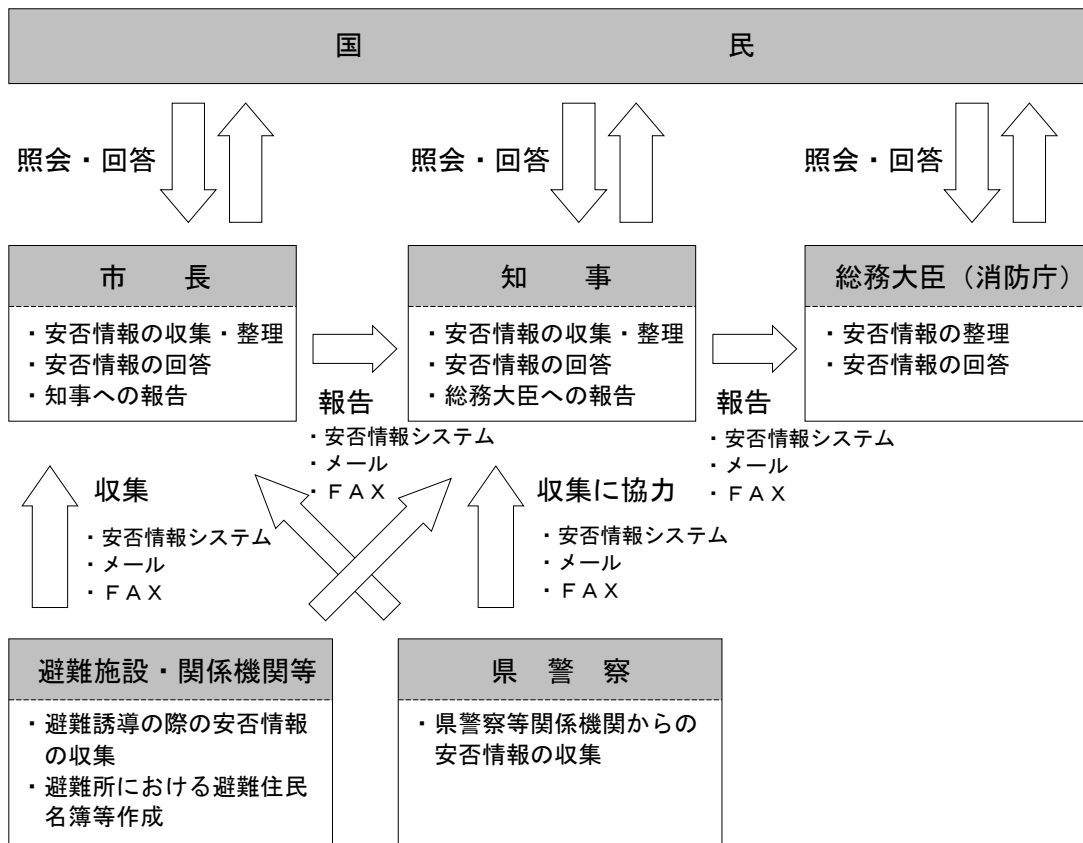 国 民
照会・回答
照会・回答
照会・回答
市 長
・安否情報の収集・整理
・安否情報の回答
・知事への報告
報告
・安否情報システム
・メール
・ＦＡＸ
知 事
・安否情報の収集・整理
・安否情報の回答
・総務大臣への報告
報告
・安否情報システム
・メール
・ＦＡＸ
総務大臣（消防庁）
・安否情報の整理
・安否情報の回答
収集
・安否情報システム
・メール
・ＦＡＸ
収集に協力
・安否情報システム
・メール
・ＦＡＸ
避難施設・関係機関等
・避難誘導の際の安否情報
の収集
・避難所における避難住民
名簿等作成
県 警 察
・県警察等関係機関からの
安否情報の収集